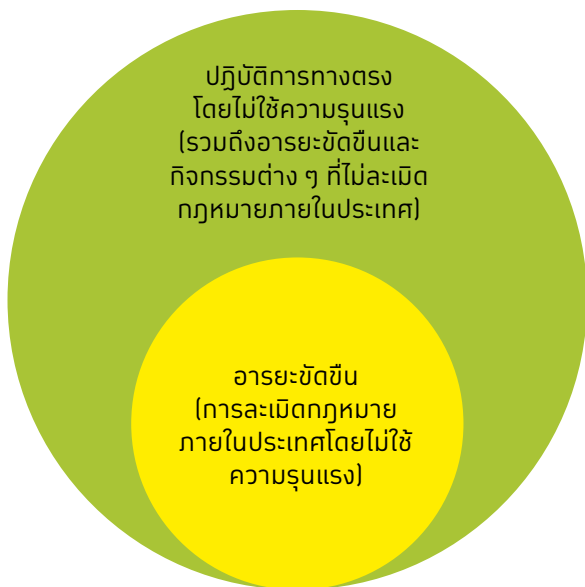 ปฏิบัติการทางตรง
โดยไม่ใช้ความรุนแรง
(รวมถึงอารยะขัดขืนและ
กิจกรรมต่าง ๆ ที่ไม่ละเมิด
กฎหมายภายในประเทศ)
อารยะขัดขืน
(การละเมิดกฎหมาย
ภายในประเทศโดยไม่ใช้
ความรุนแรง)